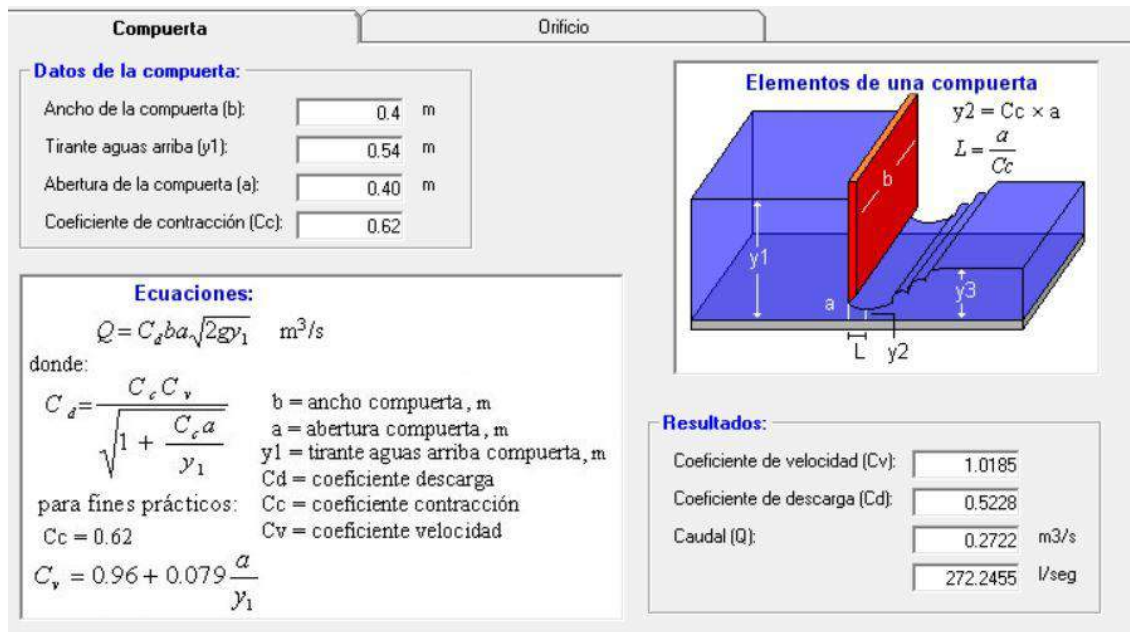 Compuerta
Orificio
Datos de la compuerta:
Ancho de la compuerta (b): 0.4 m
Tirante aguas arriba (y1): 0.54 m
Abertura de la compuerta (a): 0.40 m
Coeficiente de contracción (Cc): 0.62
Elementos de una compuerta
y2 = Cc × a
L = a / Cc
b
y1
a
y3
L y2
Ecuaciones:
Q = C_d b a √(2gy₁) m³/s
donde:
C_d = C_c C_v / √(1 + C_c a / y₁)
b = ancho compuerta, m
a = abertura compuerta, m
y1 = tirante aguas arriba compuerta, m
Cd = coeficiente descarga
para fines prácticos: Cc = coeficiente contracción
Cc = 0.62 Cv = coeficiente velocidad
C_v = 0.96 + 0.079 a / y₁
Resultados:
Coeficiente de velocidad (Cv): 1.0185
Coeficiente de descarga (Cd): 0.5228
Caudal (Q): 0.2722 m3/s
272.2455 l/seg